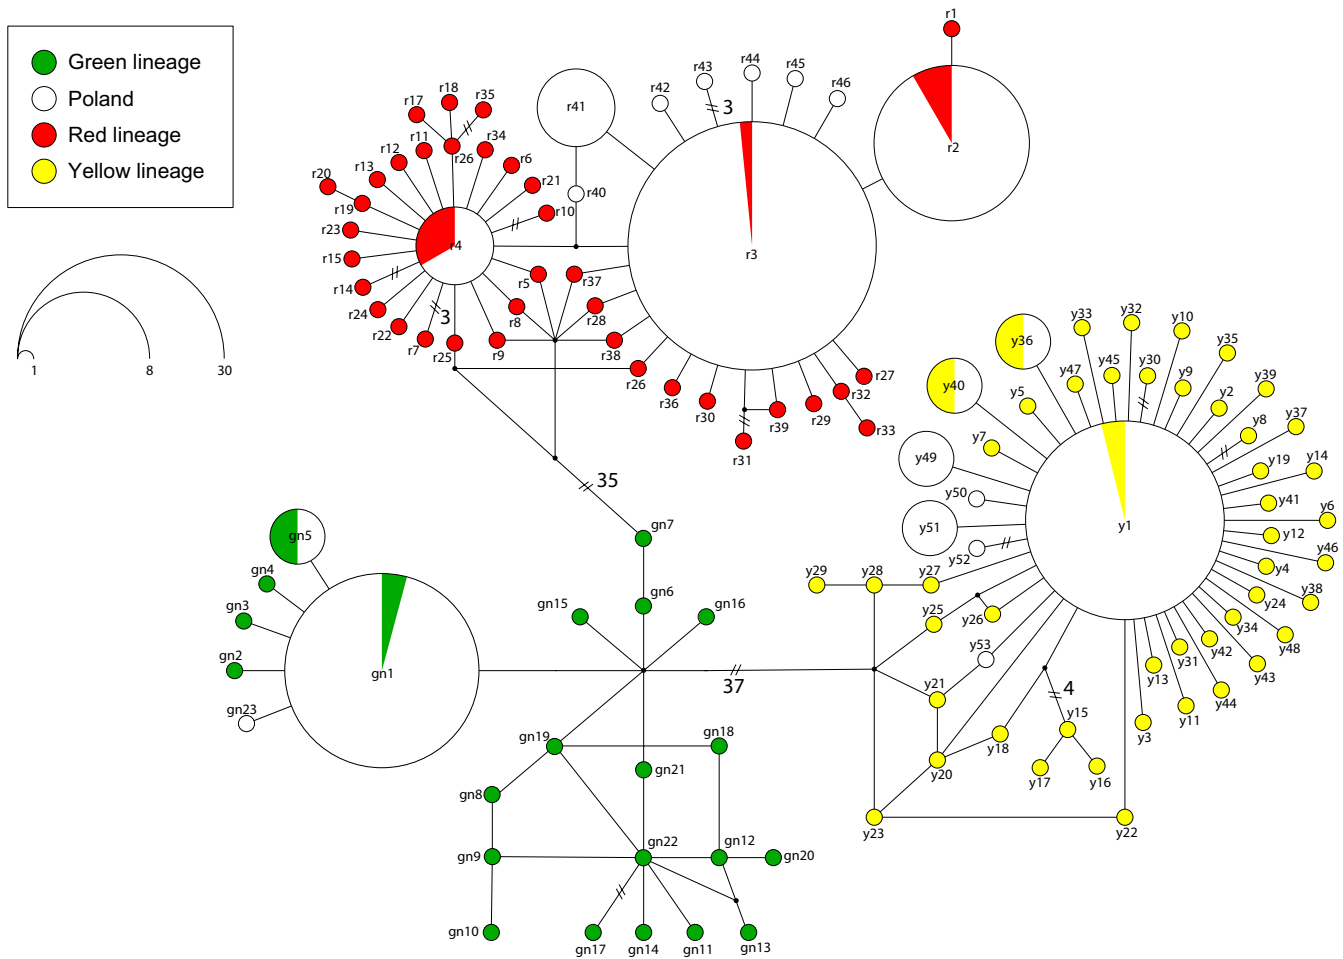 Green lineage
Poland
Red lineage
Yellow lineage
1
8
30
r1
r2
r44
r43
r45
r46
r42
3
r41
r40
r3
r18
r17
r35
r26
r11
r34
r12
r6
r13
r21
r20
r10
r19
r23
r4
r15
r14
r24
r22
r7
3
r25
r5
r37
r8
r28
r9
r38
r26
r36
r30
r31
r39
r29
r32
r27
r33
35
y32
y33
y10
y36
y35
y45
y30
y47
y9
y39
y40
y2
y5
y37
y8
y7
y49
y19
y14
y50
y41
y6
y51
y1
y12
y52
y46
y4
y29
y28
y27
y38
y24
y25
y26
y34
y48
y53
y42
y31
y43
y13
y21
y44
4
y11
y15
y3
y18
y20
y17
y16
y23
y22
gn7
gn5
gn4
gn6
gn15
gn16
gn3
gn2
gn1
gn23
37
gn19
gn18
gn21
gn8
gn22
gn12
gn9
gn20
gn10
gn17
gn14
gn11
gn13